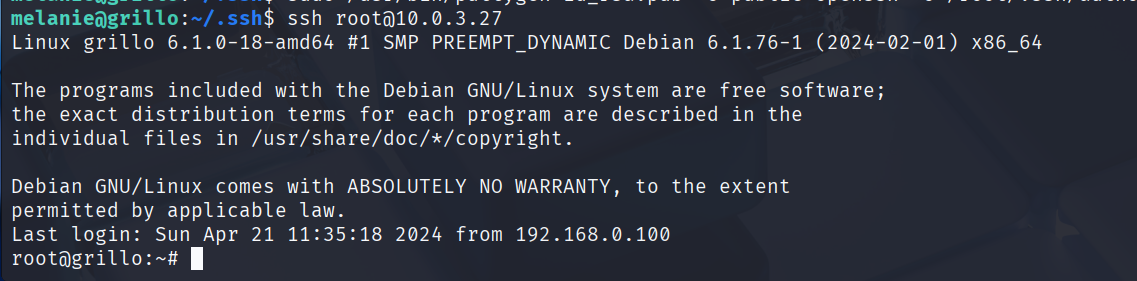 melanie@grillo:~/.ssh$ ssh root@10.0.3.27
Linux grillo 6.1.0-18-amd64 #1 SMP PREEMPT_DYNAMIC Debian 6.1.76-1 (2024-02-01) x86_64
The programs included with the Debian GNU/Linux system are free software;
the exact distribution terms for each program are described in the
individual files in /usr/share/doc/*/copyright.
Debian GNU/Linux comes with ABSOLUTELY NO WARRANTY, to the extent
permitted by applicable law.
Last login: Sun Apr 21 11:35:18 2024 from 192.168.0.100
root@grillo:~#